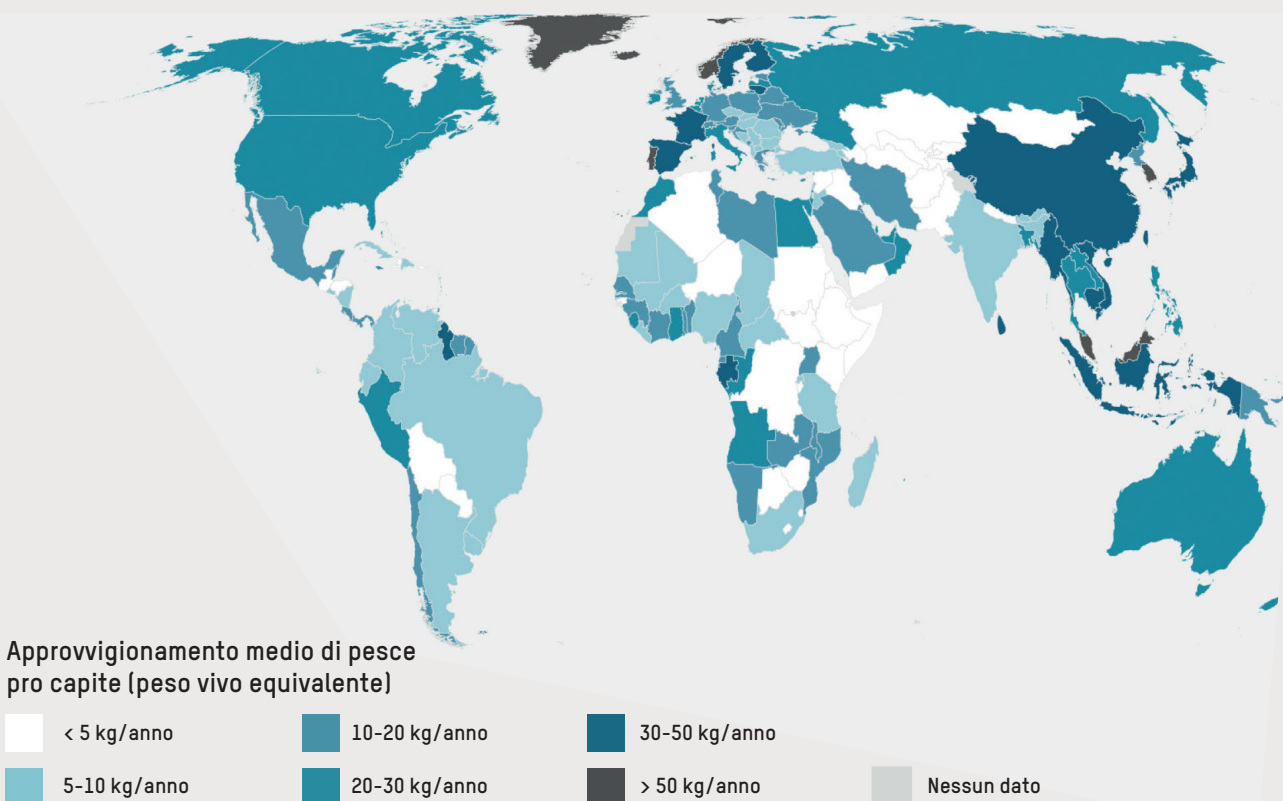 Approvvigionamento medio di pesce
pro capite (peso vivo equivalente)
< 5 kg/anno
10-20 kg/anno
30-50 kg/anno
5-10 kg/anno
20-30 kg/anno
> 50 kg/anno
Nessun dato